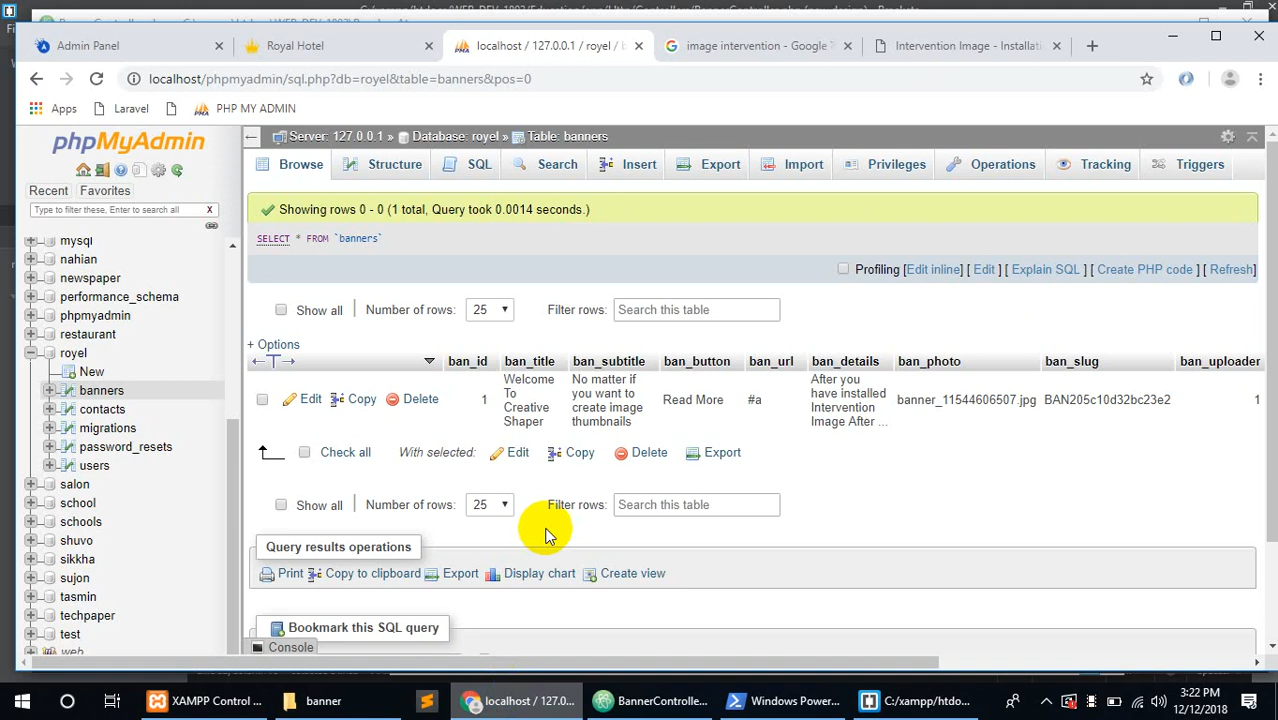 Admin Panel
Royal Hotel
localhost / 127.0.0.1 / royel / b
image intervention - Google
Intervention Image - Installati
localhost/phpmyadmin/sql.php?db=royel&table=banners&pos=0
Apps
Laravel
PHP MY ADMIN
phpMyAdmin
Recent
Favorites
Type to filter these, Enter to search all
X
mysql
nahian
newspaper
performance_schema
phpmyadmin
restaurant
royel
New
banners
contacts
migrations
password_resets
users
salon
school
schools
shuvo
sikkha
sujon
tasmin
techpaper
test
web
Server: 127.0.0.1 » Database: royel » Table: banners
Browse
Structure
SQL
Search
Insert
Export
Import
Privileges
Operations
Tracking
Triggers
Showing rows 0 - 0 (1 total, Query took 0.0014 seconds.)
SELECT * FROM `banners`
Profiling [Edit inline] [ Edit ] [ Explain SQL ] [ Create PHP code ] [ Refresh]
Show all
Number of rows: 25
Filter rows: Search this table
+ Options
ban_id ban_title ban_subtitle ban_button ban_url ban_details ban_photo ban_slug ban_uploader
Edit Copy Delete
1
Welcome
To
Creative
Shaper
No matter if
you want to
create image
thumbnails
Read More
#a
After you
have installed
Intervention
Image After ...
banner_11544606507.jpg
BAN205c10d32bc23e2
1
Check all
With selected: Edit Copy Delete Export
Show all
Number of rows: 25
Filter rows: Search this table
Query results operations
Print Copy to clipboard Export Display chart Create view
Bookmark this SQL query
Console
XAMPP Control ...
banner
localhost / 127.0...
BannerControlle...
Windows Power...
C:/xampp/htdo...
3:22 PM
12/12/2018